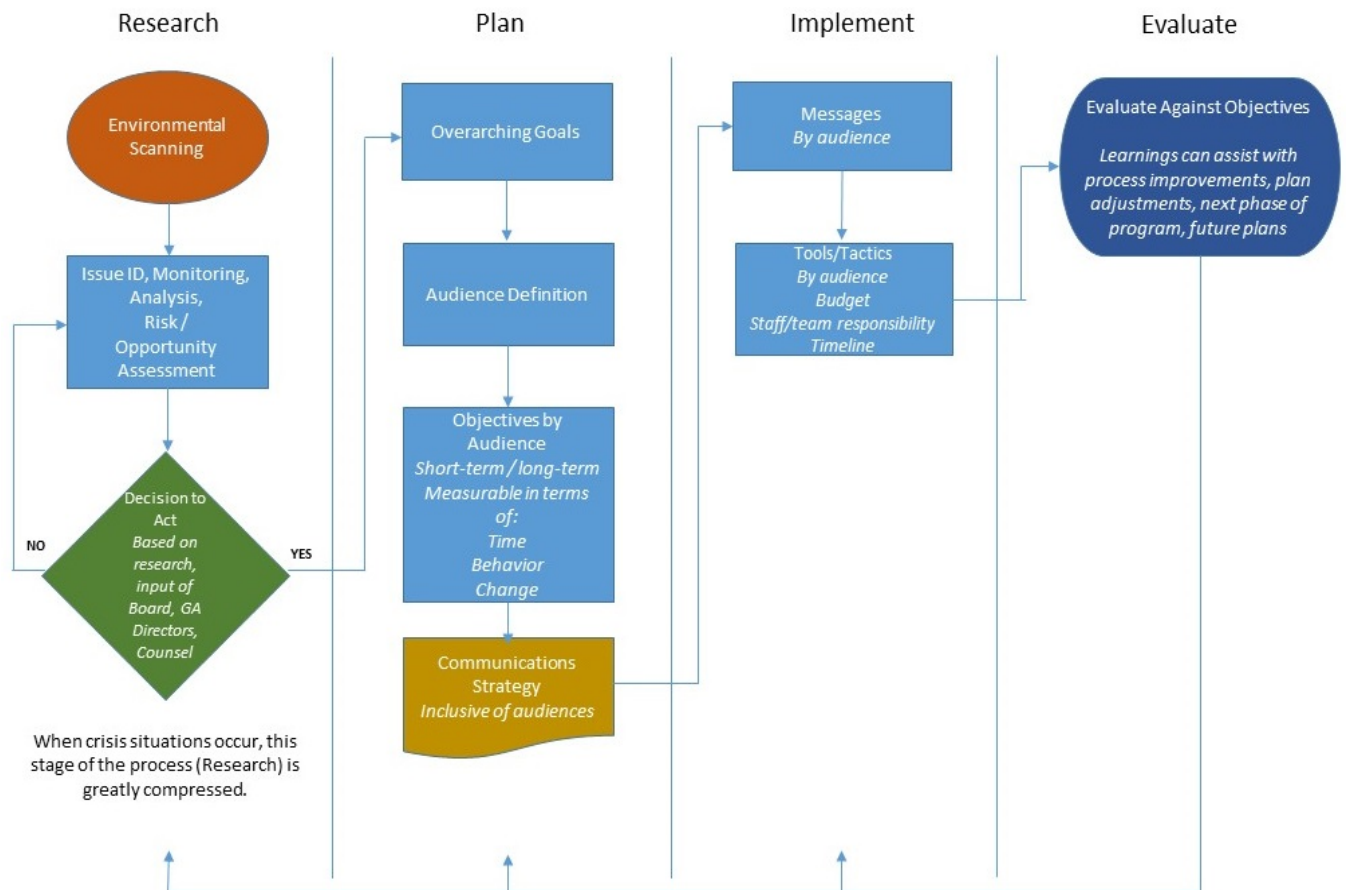 Research
Environmental
Scanning
Issue ID, Monitoring,
Analysis,
Risk /
Opportunity
Assessment
NO
YES
Decision to
Act
Based on
research,
input of
Board, GA
Directors,
Counsel
When crisis situations occur, this
stage of the process (Research) is
greatly compressed.
Plan
Overarching Goals
Audience Definition
Objectives by
Audience
Short-term / long-term
Measurable in terms
of:
Time
Behavior
Change
Communications
Strategy
Inclusive of audiences
Implement
Messages
By audience
Tools/Tactics
By audience
Budget
Staff/team responsibility
Timeline
Evaluate
Evaluate Against Objectives
Learnings can assist with
process improvements, plan
adjustments, next phase of
program, future plans